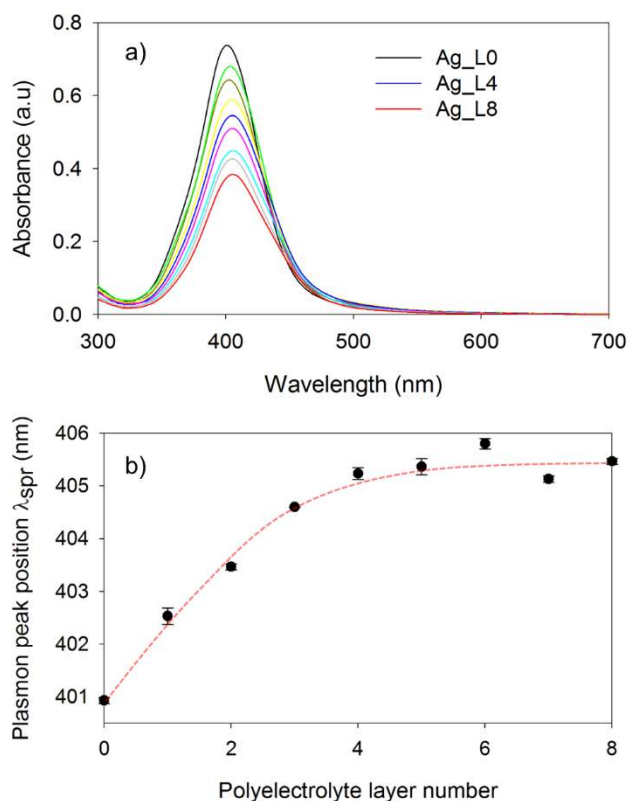 a)
Ag_L0
Ag_L4
Ag_L8
Absorbance (a.u)
0.8
0.6
0.4
0.2
0.0
300 400 500 600 700
Wavelength (nm)
b)
Plasmon peak position λspr (nm)
406
405
404
403
402
401
0 2 4 6 8
Polyelectrolyte layer number